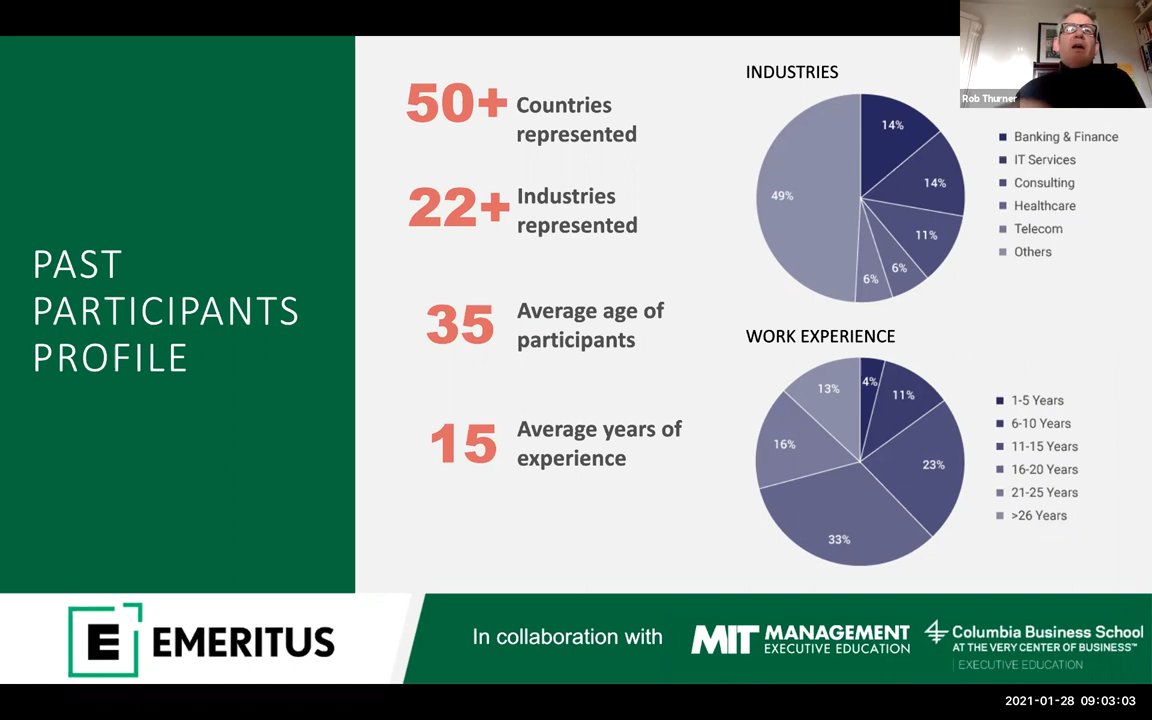 PAST
PARTICIPANTS
PROFILE
50+ Countries
represented
22+ Industries
represented
35 Average age of
participants
15 Average years of
experience
INDUSTRIES
14%
14%
11%
6%
6%
49%
Banking & Finance
IT Services
Consulting
Healthcare
Telecom
Others
WORK EXPERIENCE
4%
11%
23%
33%
16%
13%
1-5 Years
6-10 Years
11-15 Years
16-20 Years
21-25 Years
>26 Years
Rob Thurner
E EMERITUS
In collaboration with
MIT MANAGEMENT
EXECUTIVE EDUCATION
Columbia Business School
AT THE VERY CENTER OF BUSINESS™
EXECUTIVE EDUCATION
2021-01-28 09:03:03